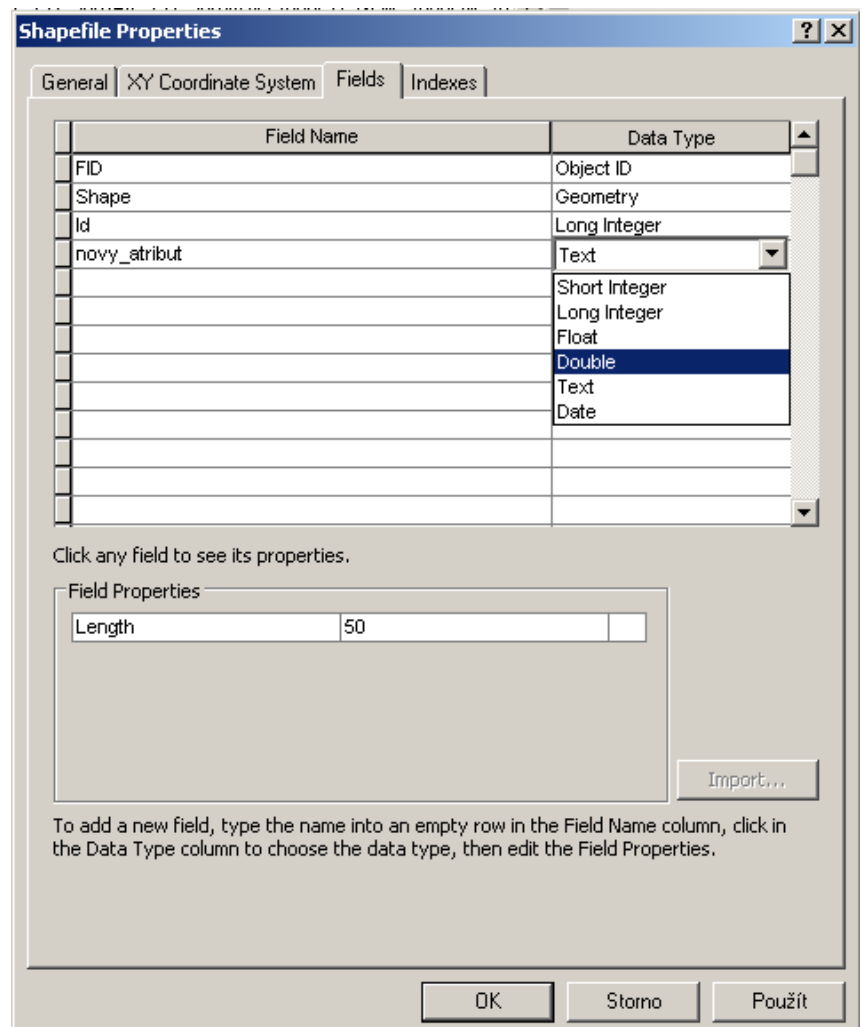 Shapefile Properties
General XY Coordinate System Fields Indexes
Field Name Data Type
FID Object ID
Shape Geometry
Id Long Integer
novy_atribut Text
Short Integer
Long Integer
Float
Double
Text
Date
Click any field to see its properties.
Field Properties
Length 50
Import...
To add a new field, type the name into an empty row in the Field Name column, click in
the Data Type column to choose the data type, then edit the Field Properties.
OK Storno Použít